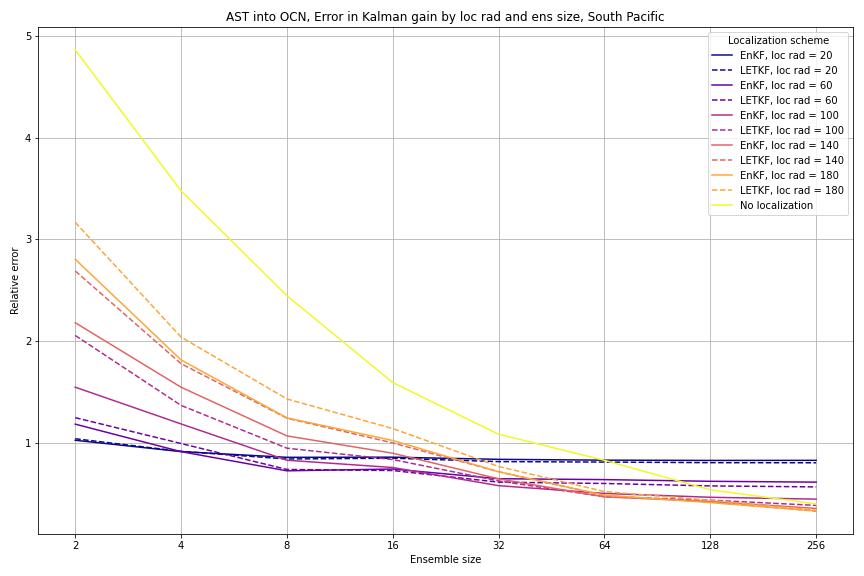 AST into OCN, Error in Kalman gain by loc rad and ens size, South Pacific
Relative error
5
4
3
2
1
Localization scheme
EnKF, loc rad = 20
LETKF, loc rad = 20
EnKF, loc rad = 60
LETKF, loc rad = 60
EnKF, loc rad = 100
LETKF, loc rad = 100
EnKF, loc rad = 140
LETKF, loc rad = 140
EnKF, loc rad = 180
LETKF, loc rad = 180
No localization
2 4 8 16 32 64 128 256
Ensemble size